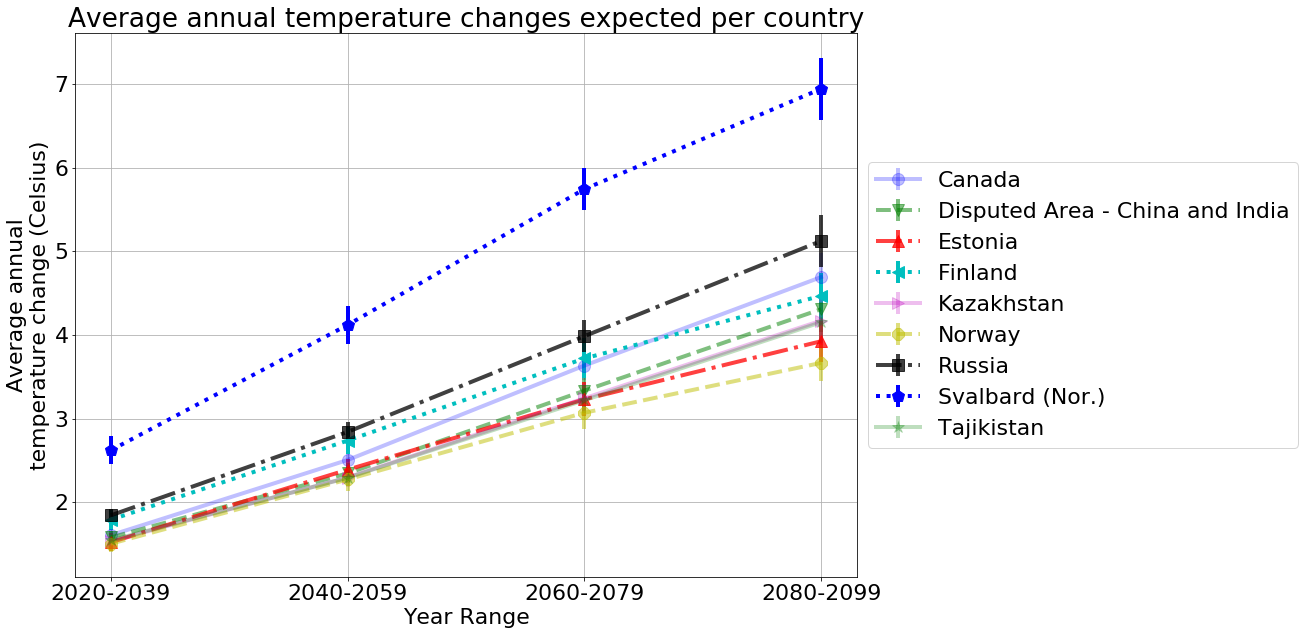 Average annual temperature changes expected per country
Average annual
temperature change (Celsius)
7
6
5
4
3
2
2020-2039
2040-2059
2060-2079
2080-2099
Year Range
Canada
Disputed Area - China and India
Estonia
Finland
Kazakhstan
Norway
Russia
Svalbard (Nor.)
Tajikistan